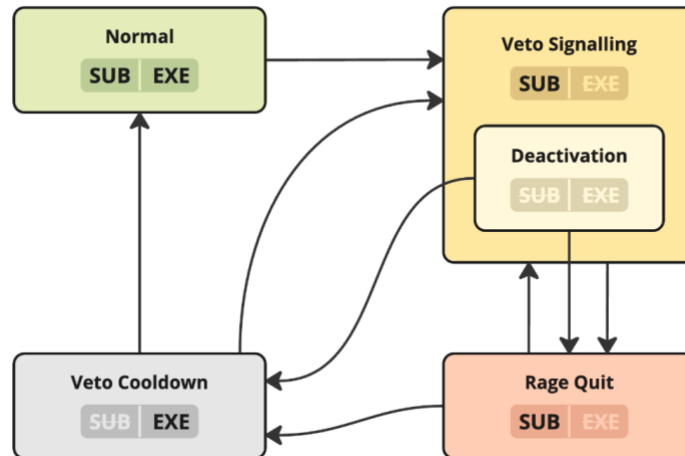 Normal
SUB EXE
Veto Signalling
SUB EXE
Deactivation
SUB EXE
Veto Cooldown
SUB EXE
Rage Quit
SUB EXE